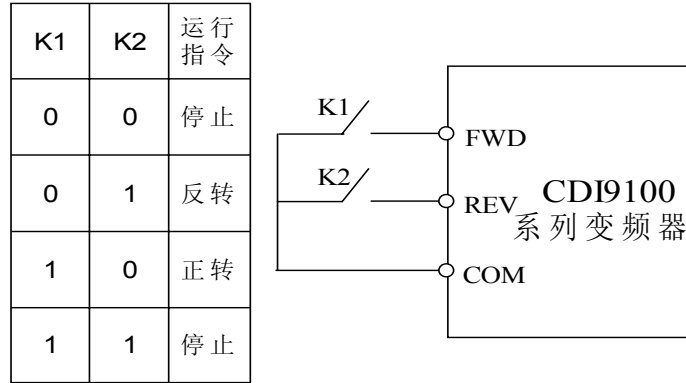 K1 K2 运行
指令
0 0 停止
0 1 反转
1 0 正转
1 1 停止
K1
FWD
K2
REV
CDI9100
系列变频器
COM